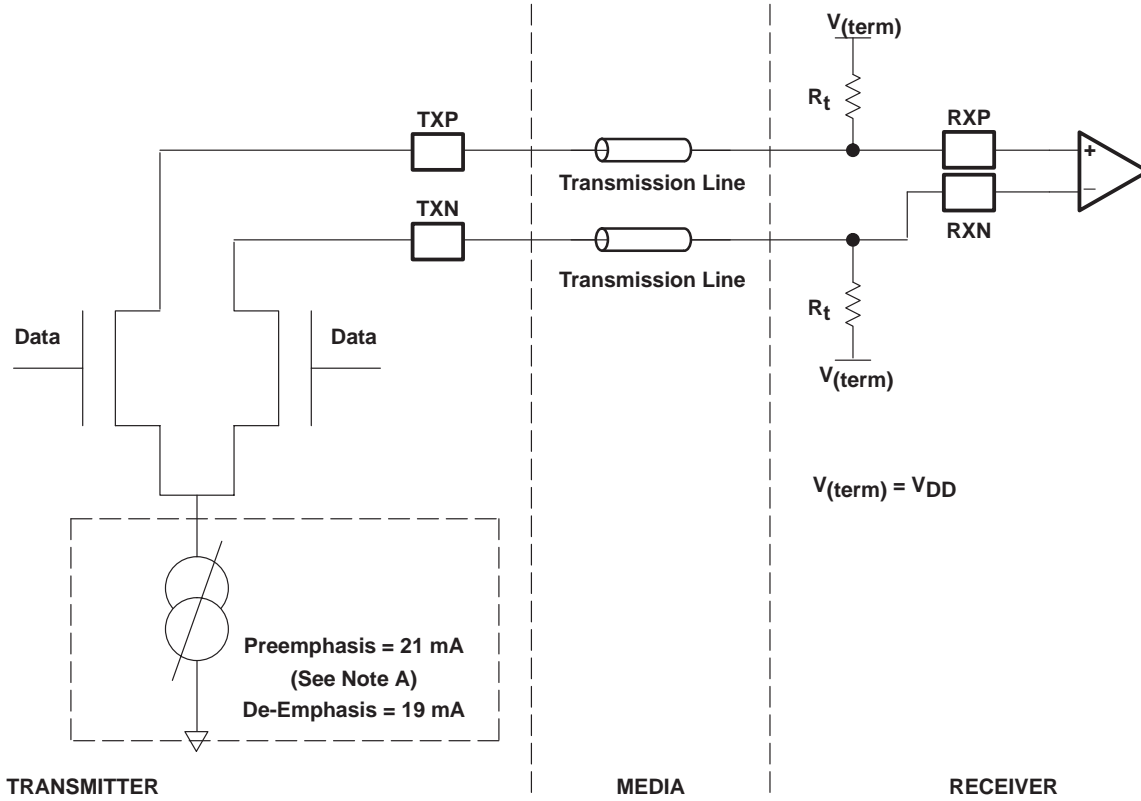 V(term)
Rt
TXP
RXP
+
Transmission Line
−
TXN
RXN
Transmission Line
Rt
Data
Data
V(term)
V(term) = VDD
Preemphasis = 21 mA
(See Note A)
De-Emphasis = 19 mA
TRANSMITTER
MEDIA
RECEIVER